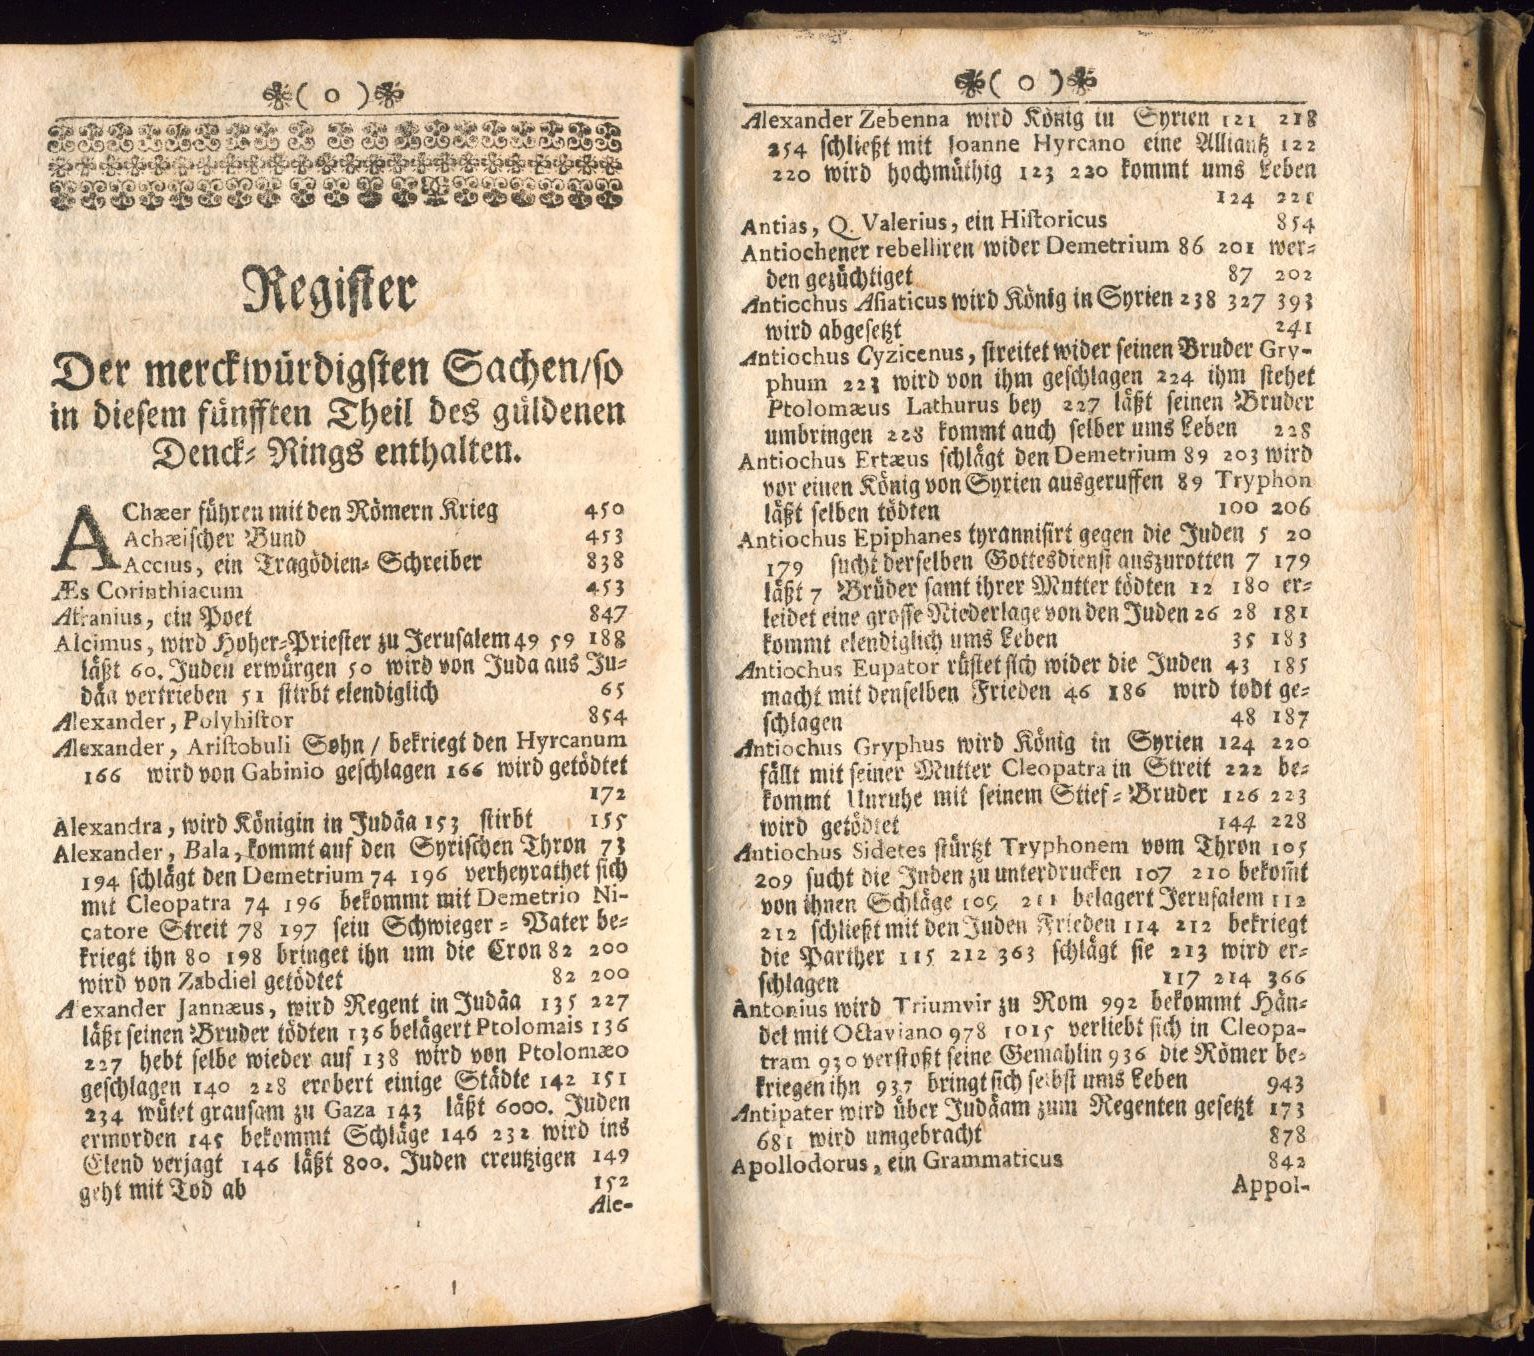 ( o )
Register
Der merckwürdigsten Sachen/so
in diesem fünfften Theil des güldenen
Denck-Rings enthalten.
AChæer führen mit den Römern Krieg 450
Achæischer Bund 453
Accius, ein Tragödien-Schreiber 838
Æs Corinthiacum 453
Afranius, ein Poet 847
Alcimus, wird Hoher-Priester zu Jerusalem 49 59 188
läßt 60. Juden erwürgen 50 wird von Juda aus Ju-
däa vertrieben 51 stirbt elendiglich 65
Alexander, Polyhistor 854
Alexander, Aristobuli Sohn / bekriegt den Hyrcanum
166 wird von Gabinio geschlagen 166 wird getödtet
172
Alexandra, wird Königin in Judäa 153 stirbt 155
Alexander, Bala, kommt auf den Syrischen Thron 73
194 schlägt den Demetrium 74 196 verheyrathet sich
mit Cleopatra 74 196 bekommt mit Demetrio Ni-
catore Streit 78 197 sein Schwieger-Vater be-
kriegt ihn 80 198 bringet ihn um die Cron 82 200
wird von Zabdiel getödtet 82 200
Alexander Jannæus, wird Regent in Judäa 135 227
läßt seinen Bruder tödten 136 belägert Ptolomais 136
227 hebt selbe wieder auf 138 wird von Ptolomæo
geschlagen 140 228 erobert einige Städte 142 151
234 wütet grausam zu Gaza 143 läßt 6000. Juden
ermorden 145 bekommt Schläge 146 232 wird ins
Elend verjagt 146 läßt 800. Juden creutzigen 149
geht mit Tod ab 152
Ale-
( o )
Alexander Zebenna wird König in Syrien 121 218
254 schließt mit Joanne Hyrcano eine Alliantz 122
220 wird hochmüthig 123 220 kommt ums Leben
124 221
Antias, Q. Valerius, ein Historicus 854
Antiochener rebelliren wider Demetrium 86 201 wer-
den gezüchtiget 87 202
Antiochus Asiaticus wird König in Syrien 238 327 393
wird abgesetzt 241
Antiochus Cyzicenus, streitet wider seinen Bruder Gry-
phum 223 wird von ihm geschlagen 224 ihm stehet
Ptolomæus Lathurus bey 227 läßt seinen Bruder
umbringen 228 kommt auch selber ums Leben 228
Antiochus Ertæus schlägt den Demetrium 89 203 wird
vor einen König von Syrien ausgeruffen 89 Tryphon
läßt selben tödten 100 206
Antiochus Epiphanes tyrannisirt gegen die Juden 5 20
179 sucht derselben Gottesdienst auszurotten 7 179
läßt 7 Brüder samt ihrer Mutter tödten 12 180 er-
leidet eine grosse Niederlage von den Juden 26 28 181
kommt elendiglich ums Leben 35 183
Antiochus Eupator rüstet sich wider die Juden 43 185
macht mit denselben Frieden 46 186 wird todt ge-
schlagen 48 187
Antiochus Gryphus wird König in Syrien 124 220
fällt mit seiner Mutter Cleopatra in Streit 222 be-
kommt Unruhe mit seinem Stief-Bruder 126 223
wird getödtet 144 228
Antiochus Sidetes stürtzt Tryphonem vom Thron 105
209 sucht die Juden zu unterdrucken 107 210 bekom̃t
von ihnen Schläge 109 211 belagert Jerusalem 112
212 schließt mit den Juden Frieden 114 212 bekriegt
die Parther 115 212 363 schlägt sie 213 wird er-
schlagen 117 214 366
Antonius wird Triumvir zu Rom 992 bekommt Hän-
del mit Octaviano 978 1015 verliebt sich in Cleopa-
tram 930 verstoßt seine Gemahlin 936 die Römer be-
kriegen ihn 937 bringt sich selbst ums Leben 943
Antipater wird über Judäam zum Regenten gesetzt 173
681 wird umgebracht 878
Apollodorus, ein Grammaticus 842
Appol-